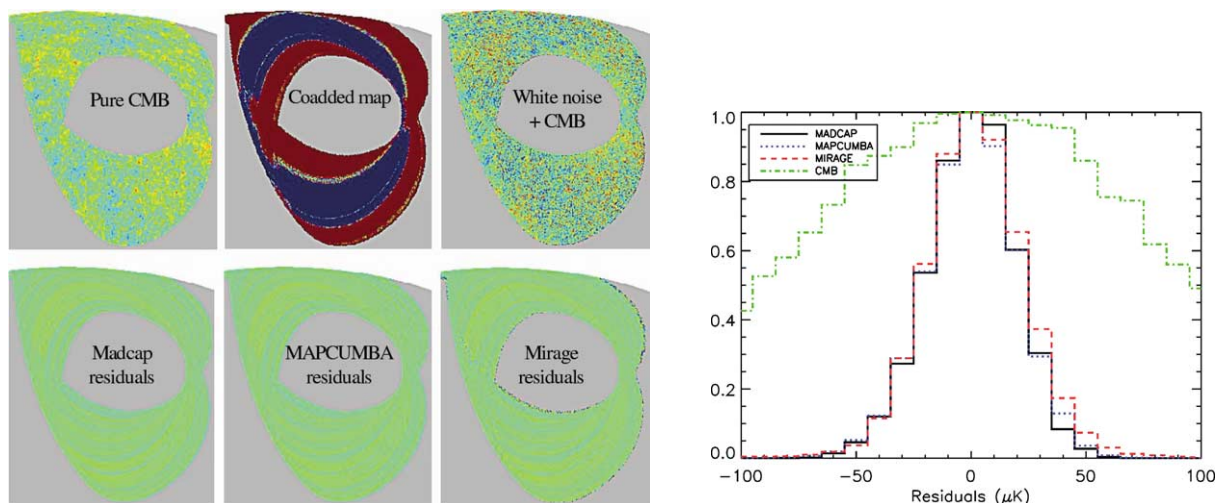 Pure CMB
Coadded map
White noise
+ CMB
Madcap
residuals
MAPCUMBA
residuals
Mirage
residuals
MADCAP
MAPCUMBA
MIRAGE
CMB
1.0
0.8
0.6
0.4
0.2
0.0
-100
-50
0
50
100
Residuals (μK)